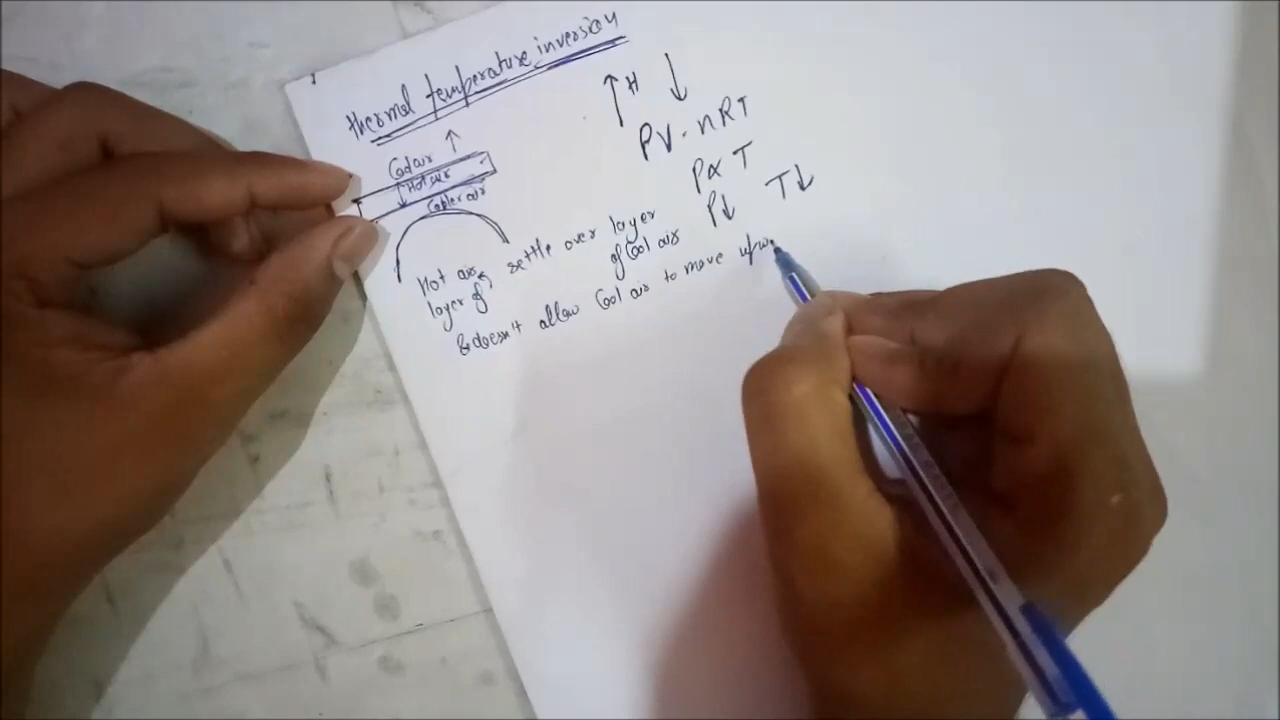 thermal temperature inversion
↑ H ↓
PV = nRT
P ∝ T
P↓ T↓
Cool air ↑
Hot air
Cooler air
Hot air settle over layer
layer of of Cool air
& doesn't allow Cool air to move upw